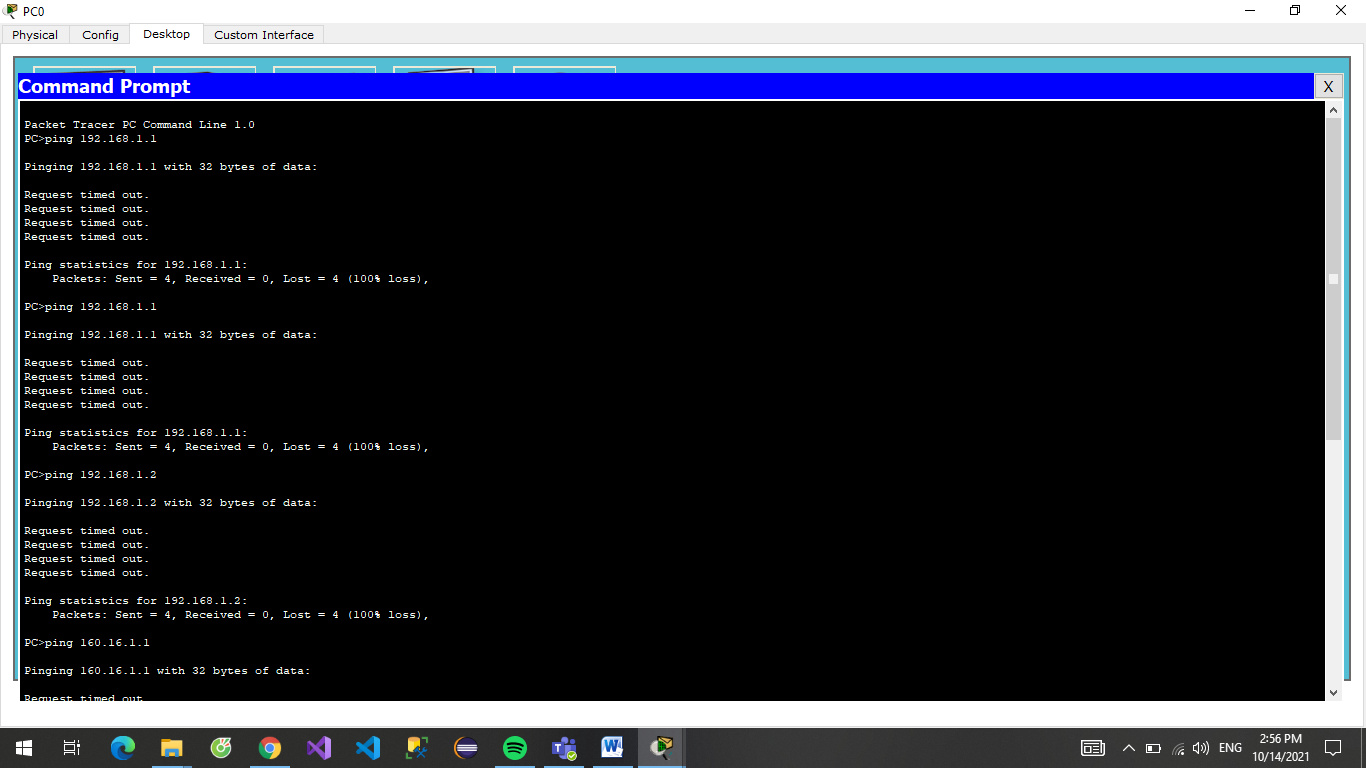 PC0
Physical Config Desktop Custom Interface
Command Prompt
X
Packet Tracer PC Command Line 1.0
PC>ping 192.168.1.1
Pinging 192.168.1.1 with 32 bytes of data:
Request timed out.
Request timed out.
Request timed out.
Request timed out.
Ping statistics for 192.168.1.1:
Packets: Sent = 4, Received = 0, Lost = 4 (100% loss),
PC>ping 192.168.1.1
Pinging 192.168.1.1 with 32 bytes of data:
Request timed out.
Request timed out.
Request timed out.
Request timed out.
Ping statistics for 192.168.1.1:
Packets: Sent = 4, Received = 0, Lost = 4 (100% loss),
PC>ping 192.168.1.2
Pinging 192.168.1.2 with 32 bytes of data:
Request timed out.
Request timed out.
Request timed out.
Request timed out.
Ping statistics for 192.168.1.2:
Packets: Sent = 4, Received = 0, Lost = 4 (100% loss),
PC>ping 160.16.1.1
Pinging 160.16.1.1 with 32 bytes of data:
Request timed out.
ENG
2:56 PM
10/14/2021